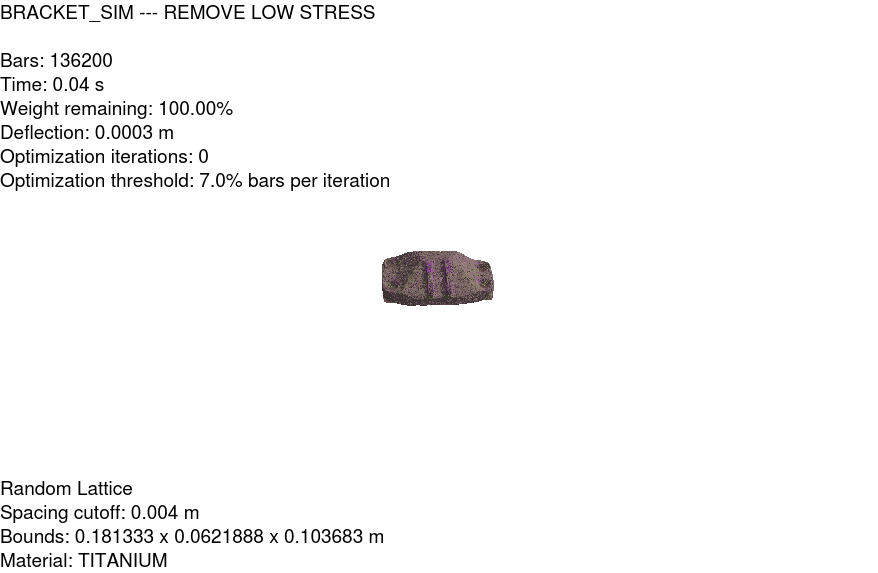 BRACKET_SIM --- REMOVE LOW STRESS
Bars: 136200
Time: 0.04 s
Weight remaining: 100.00%
Deflection: 0.0003 m
Optimization iterations: 0
Optimization threshold: 7.0% bars per iteration
Random Lattice
Spacing cutoff: 0.004 m
Bounds: 0.181333 x 0.0621888 x 0.103683 m
Material: TITANIUM